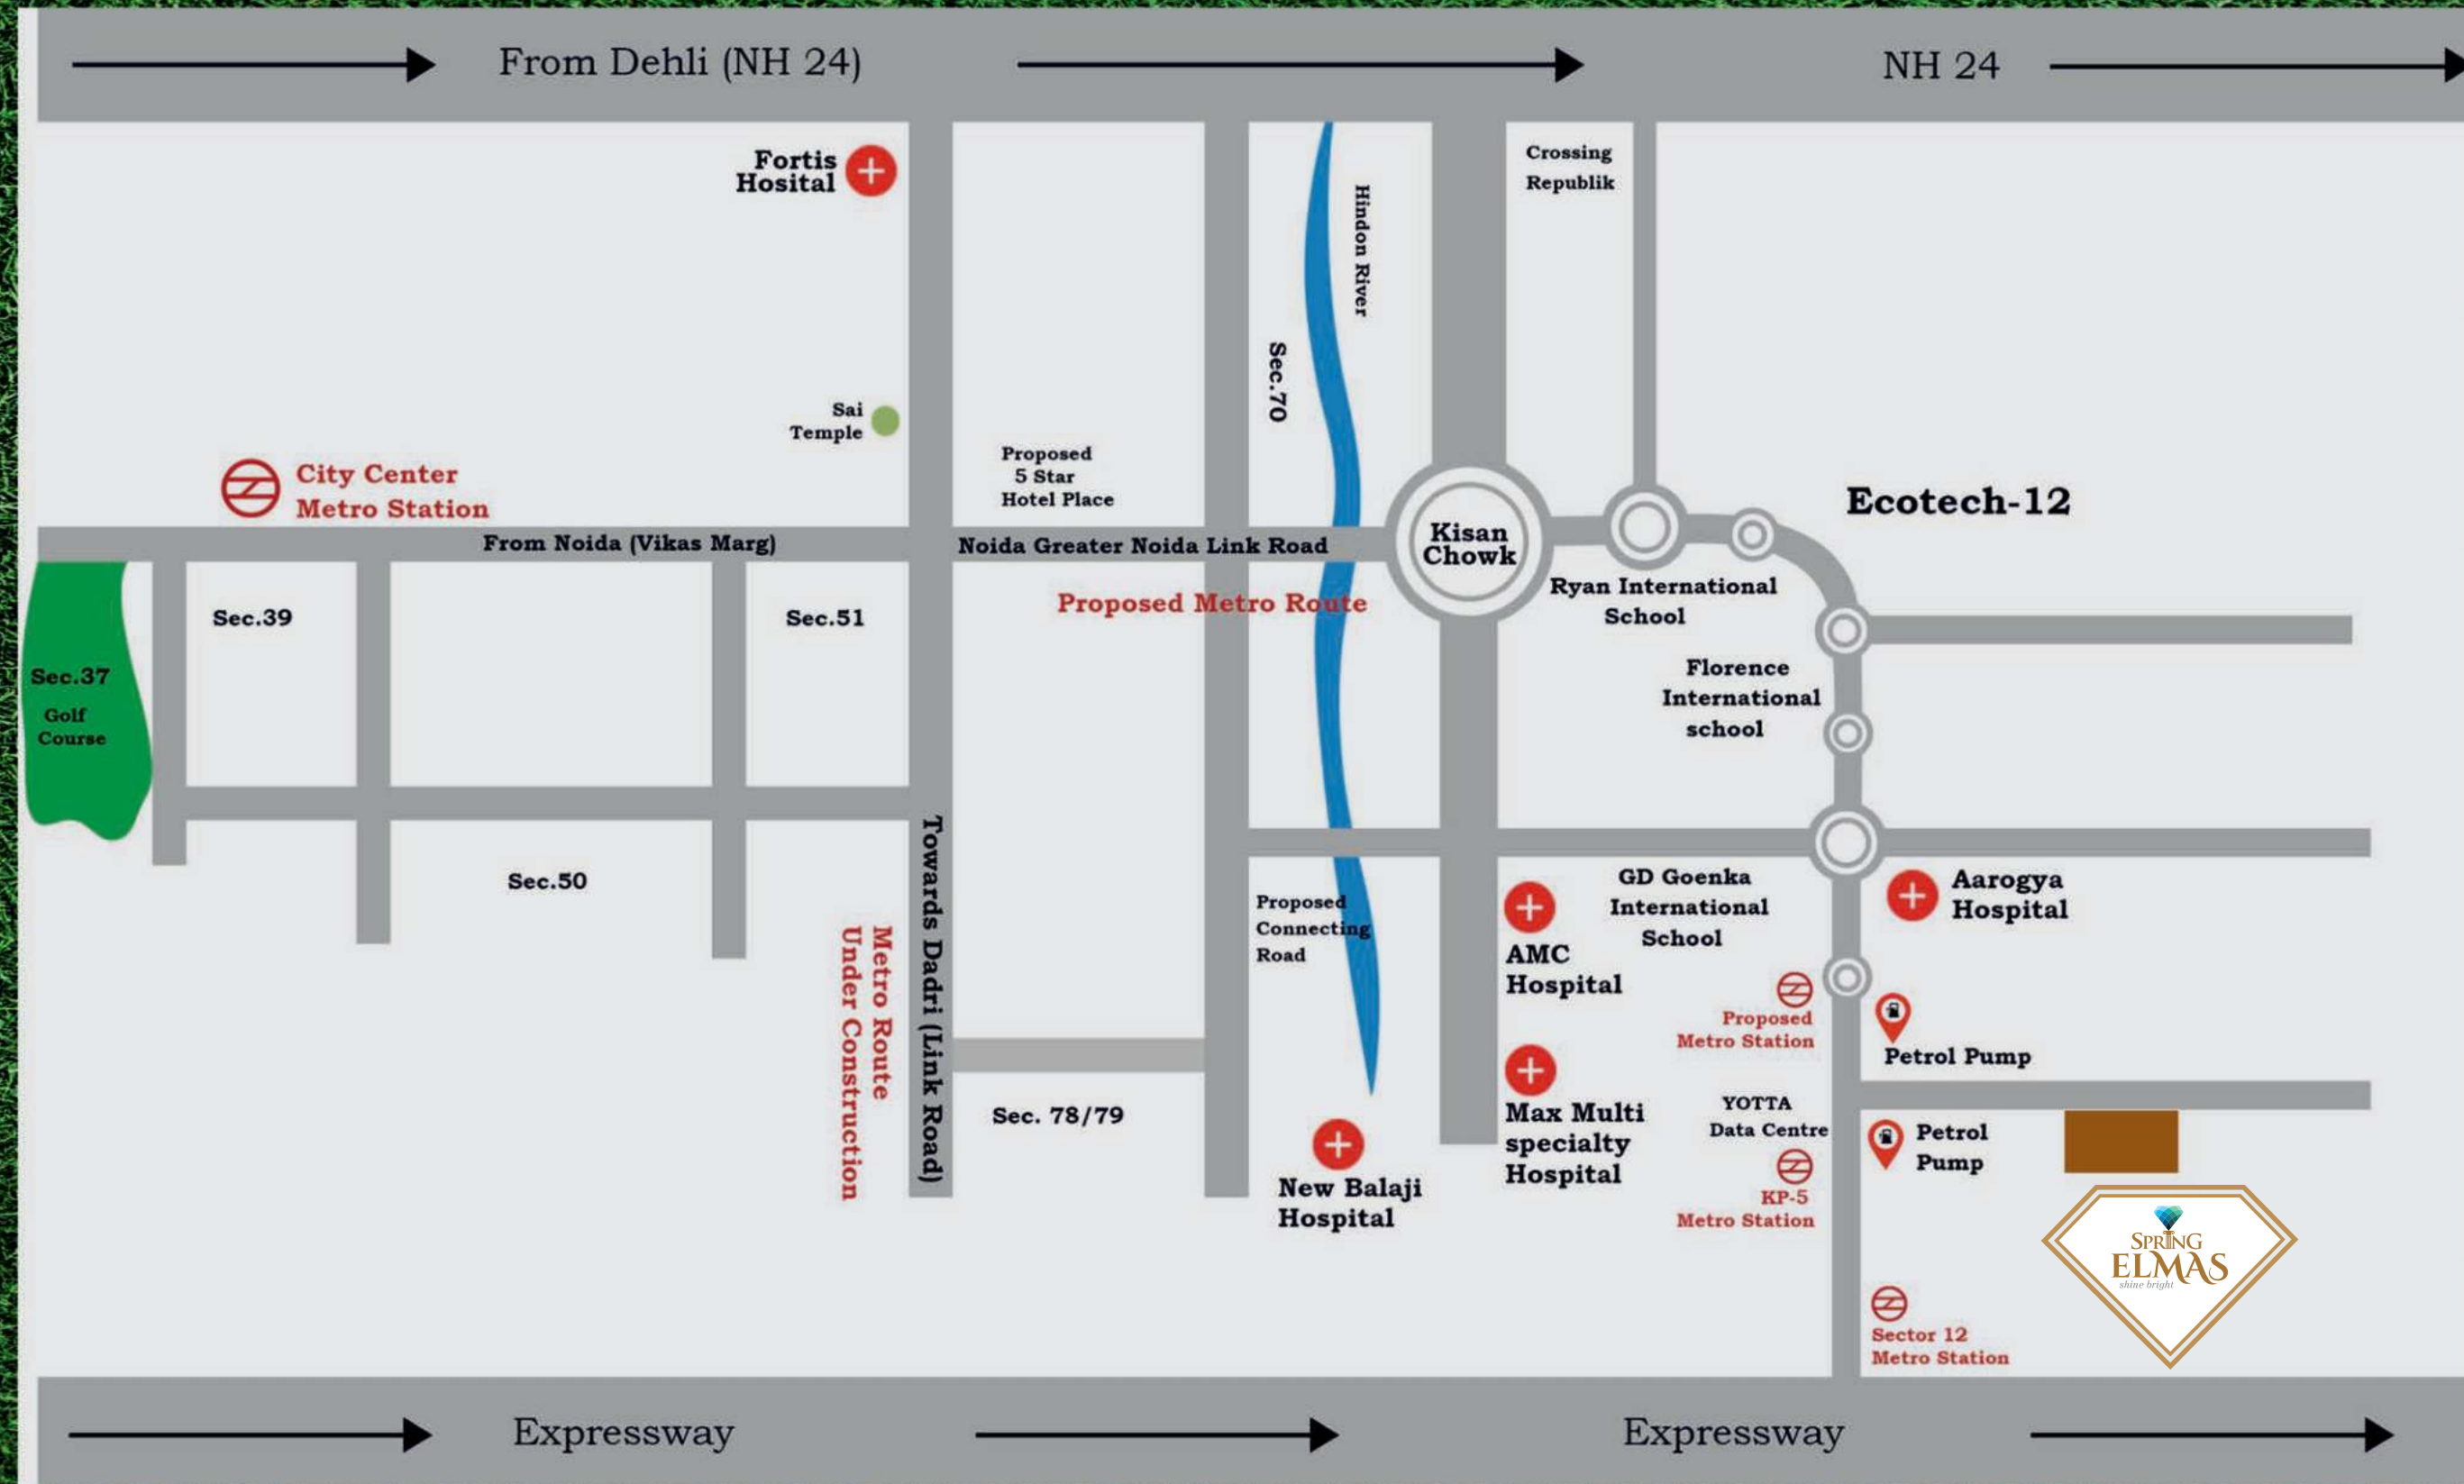 From Dehli (NH 24)
NH 24
Fortis
Hosital
Crossing
Republik
Hindon River
Sec.70
Sai
Temple
Proposed
5 Star
Hotel Place
City Center
Metro Station
Ecotech-12
From Noida (Vikas Marg)
Noida Greater Noida Link Road
Kisan
Chowk
Proposed Metro Route
Ryan International
School
Sec.39
Sec.51
Sec.37
Golf
Course
Florence
International
school
Sec.50
Towards Dadri (Link Road)
Metro Route
Under Construction
Proposed
Connecting
Road
AMC
Hospital
GD Goenka
International
School
Aarogya
Hospital
Proposed
Metro Station
Petrol Pump
Sec. 78/79
New Balaji
Hospital
Max Multi
specialty
Hospital
YOTTA
Data Centre
KP-5
Metro Station
Petrol
Pump
SPRING
ELMAS
shine bright
Sector 12
Metro Station
Expressway
Expressway